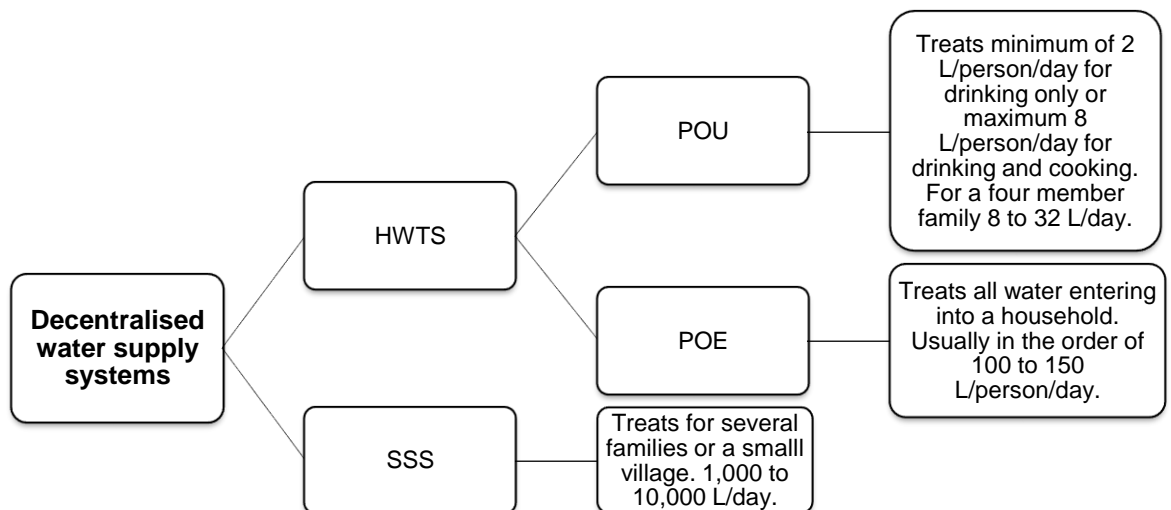 Decentralised
water supply
systems
HWTS
SSS
POU
POE
Treats minimum of 2
L/person/day for
drinking only or
maximum 8
L/person/day for
drinking and cooking.
For a four member
family 8 to 32 L/day.
Treats all water entering
into a household.
Usually in the order of
100 to 150
L/person/day.
Treats for several
families or a smalll
village. 1,000 to
10,000 L/day.